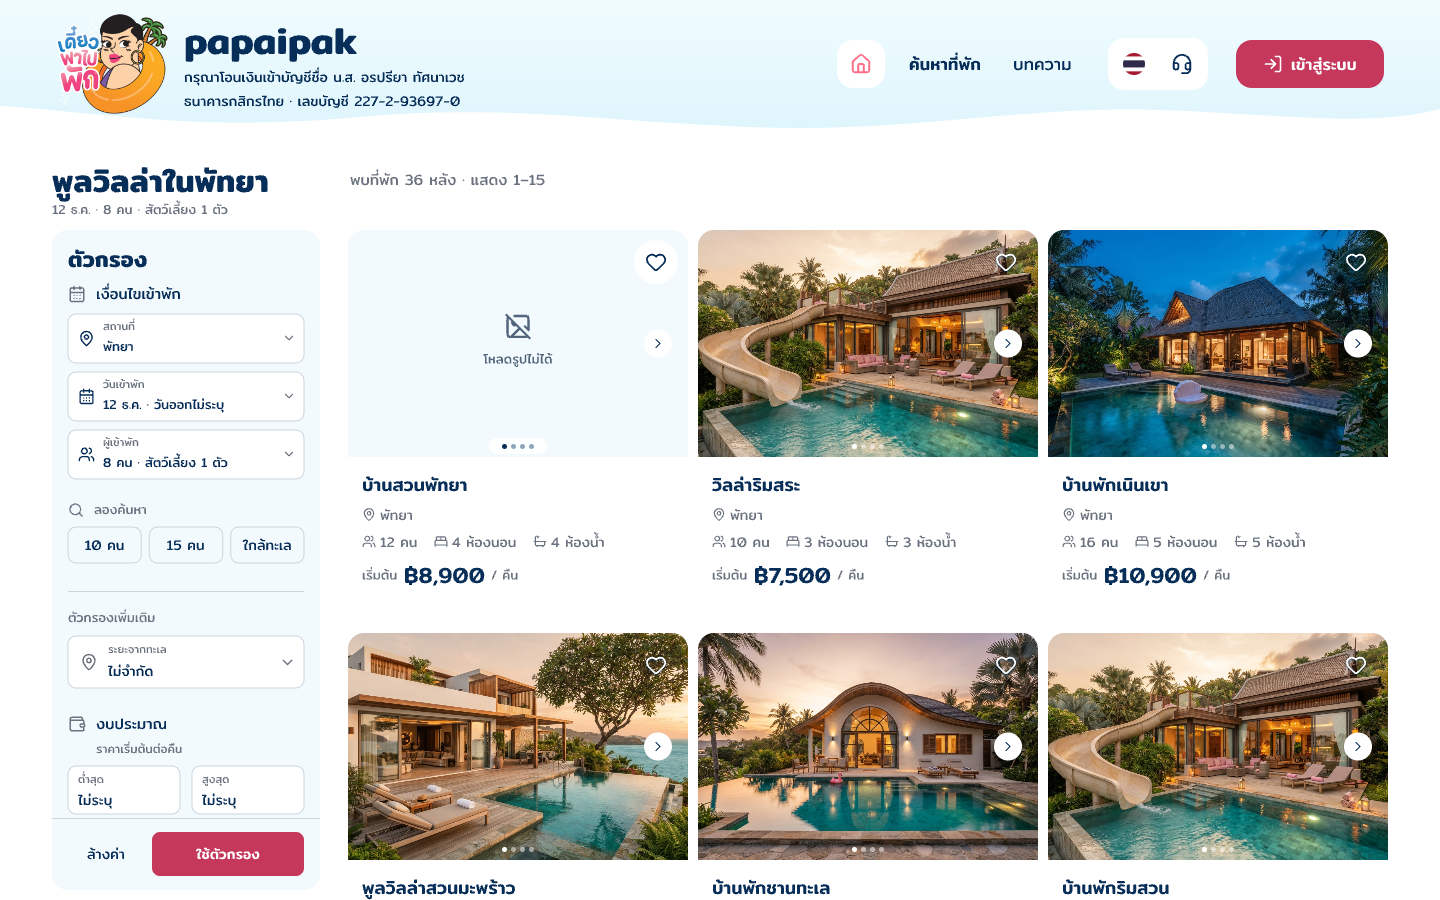 เดี๋ยว
พาไป
พัก
papaipak
กรุณาโอนเงินเข้าบัญชีชื่อ น.ส. อรปรียา ทัศนาเวช
ธนาคารกสิกรไทย · เลขบัญชี 227-2-93697-0
ค้นหาที่พัก
บทความ
เข้าสู่ระบบ
พูลวิลล่าในพัทยา
12 ธ.ค. · 8 คน · สัตว์เลี้ยง 1 ตัว
พบที่พัก 36 หลัง · แสดง 1–15
ตัวกรอง
เงื่อนไขเข้าพัก
สถานที่
พัทยา
วันเข้าพัก
12 ธ.ค. · วันออกไม่ระบุ
ผู้เข้าพัก
8 คน · สัตว์เลี้ยง 1 ตัว
ลองค้นหา
10 คน 15 คน ใกล้ทะเล
ตัวกรองเพิ่มเติม
ระยะจากทะเล
ไม่จำกัด
งบประมาณ
ราคาเริ่มต้นต่อคืน
ต่ำสุด สูงสุด
ไม่ระบุ ไม่ระบุ
ล้างค่า ใช้ตัวกรอง
โหลดรูปไม่ได้
บ้านสวนพัทยา
พัทยา
12 คน 4 ห้องนอน 4 ห้องน้ำ
เริ่มต้น ฿8,900 / คืน
วิลล่าริมสระ
พัทยา
10 คน 3 ห้องนอน 3 ห้องน้ำ
เริ่มต้น ฿7,500 / คืน
บ้านพักเนินเขา
พัทยา
16 คน 5 ห้องนอน 5 ห้องน้ำ
เริ่มต้น ฿10,900 / คืน
พูลวิลล่าสวนมะพร้าว
บ้านพักชานทะเล
บ้านพักริมสวน